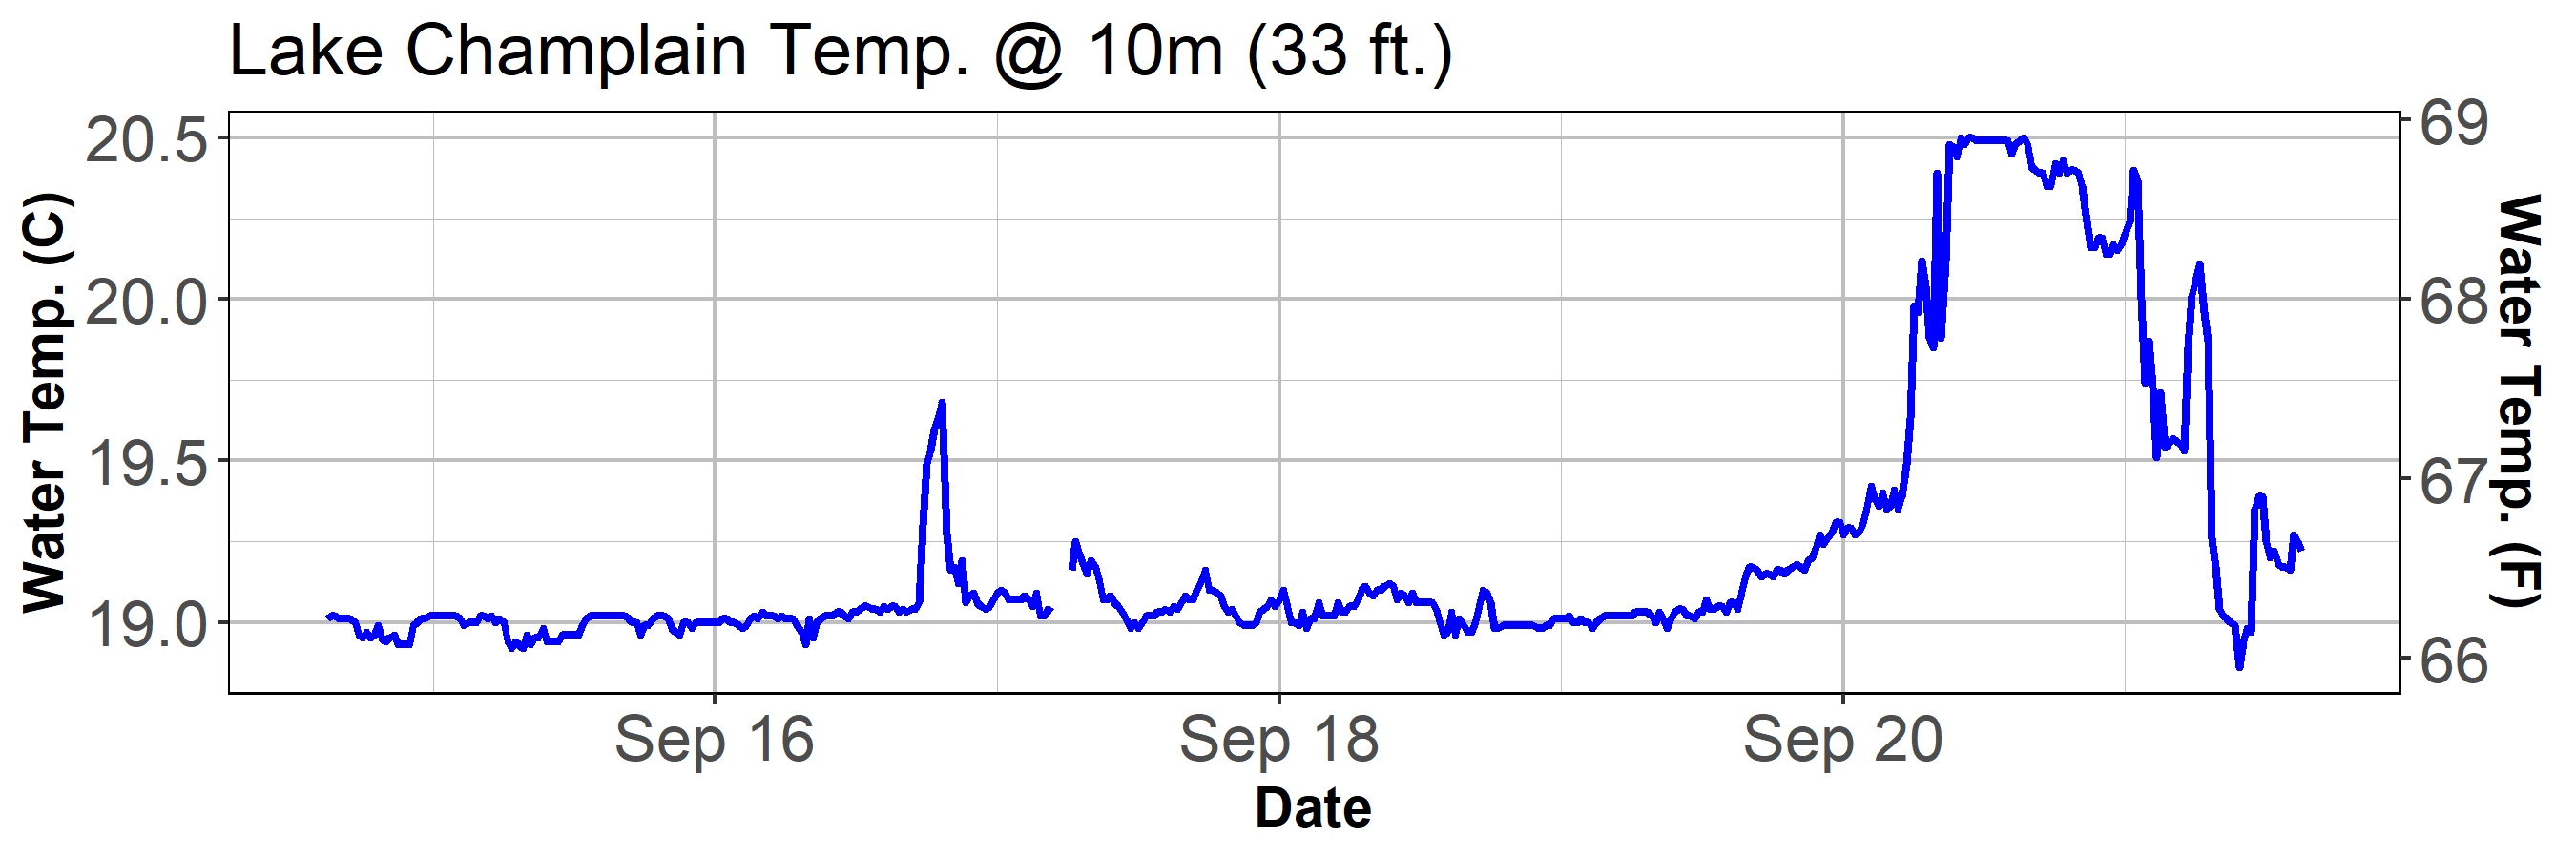 Lake Champlain Temp. @ 10m (33 ft.)
Water Temp. (C)
20.5
20.0
19.5
19.0
69
68
67
66
Water Temp. (F)
Sep 16
Sep 18
Sep 20
Date